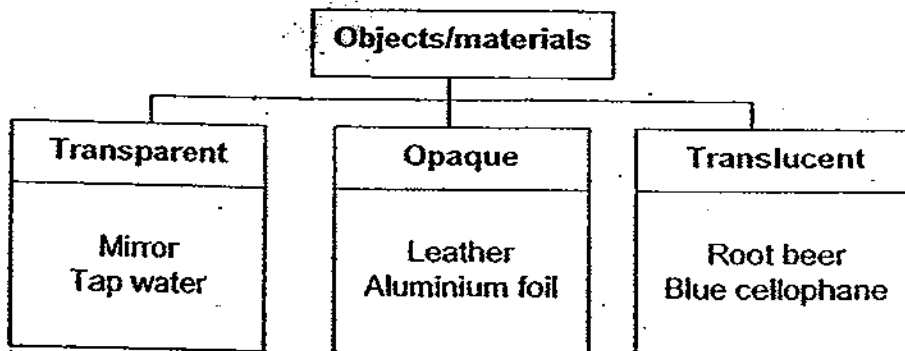 Objects/materials
Transparent
Opaque
Translucent
Mirror
Tap water
Leather
Aluminium foil
Root beer
Blue cellophane